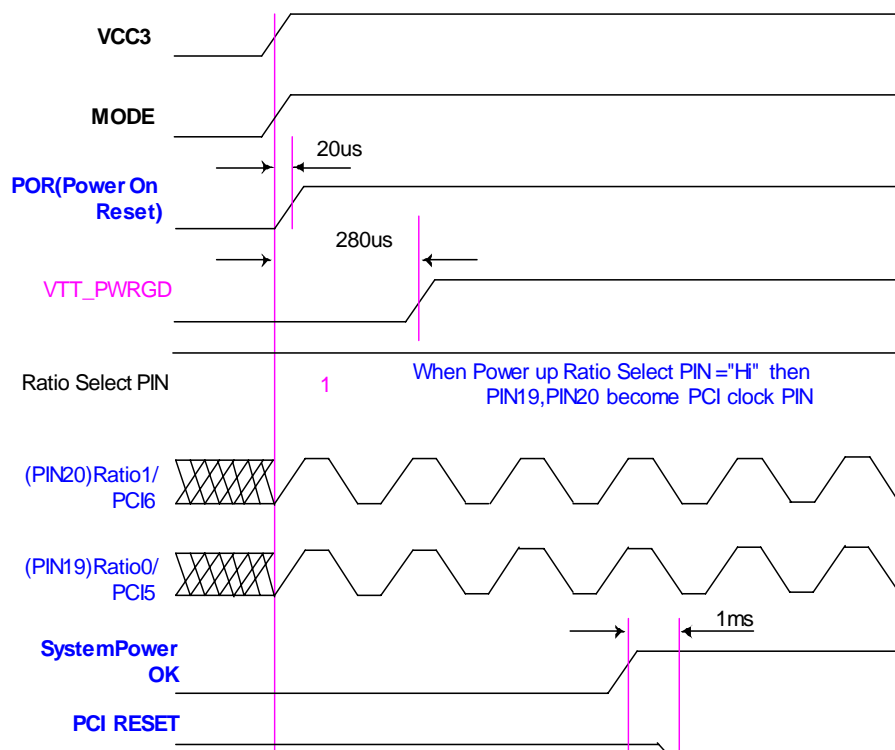 VCC3
MODE
20us
POR(Power On
Reset)
280us
VTT_PWRGD
Ratio Select PIN
1
When Power up Ratio Select PIN ="Hi" then
PIN19,PIN20 become PCI clock PIN
(PIN20)Ratio1/
PCI6
(PIN19)Ratio0/
PCI5
1ms
SystemPower
OK
PCI RESET